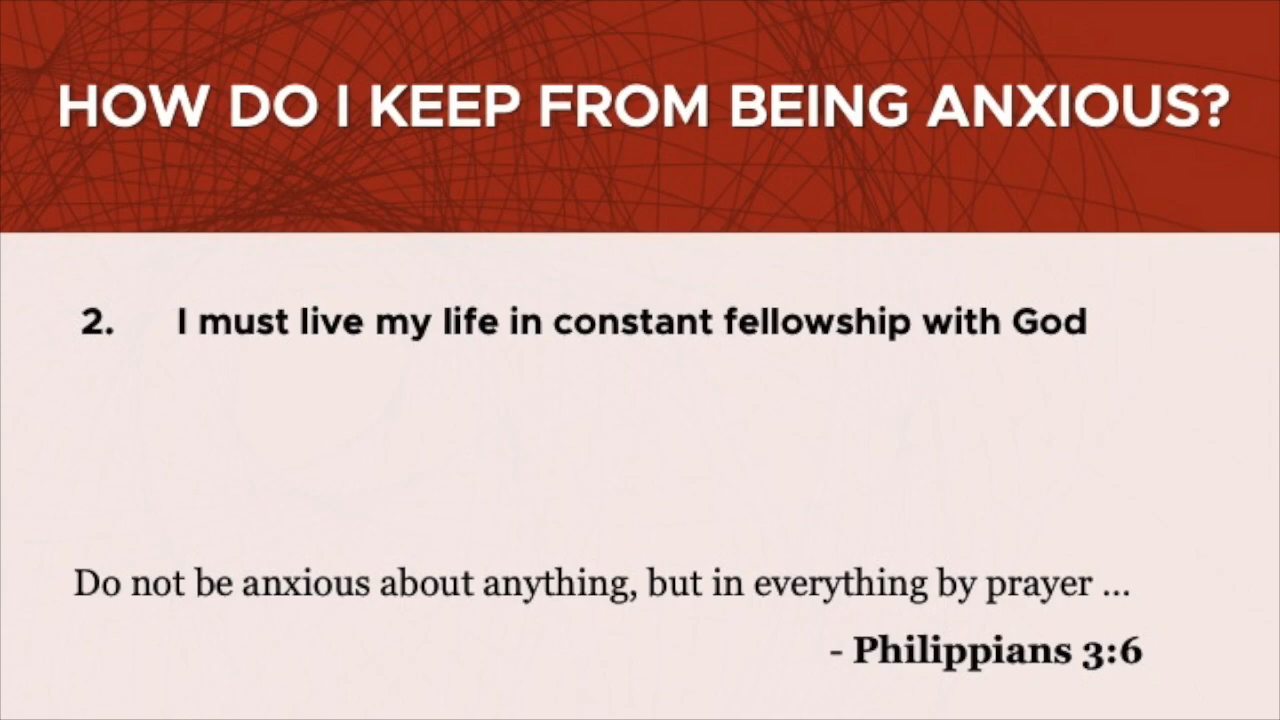 HOW DO I KEEP FROM BEING ANXIOUS?
2. I must live my life in constant fellowship with God
Do not be anxious about anything, but in everything by prayer ...
- Philippians 3:6